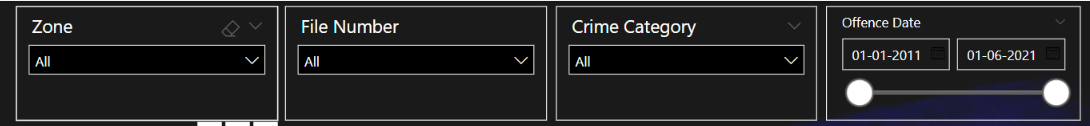 Zone
All
File Number
All
Crime Category
All
Offence Date
01-01-2011
01-06-2021